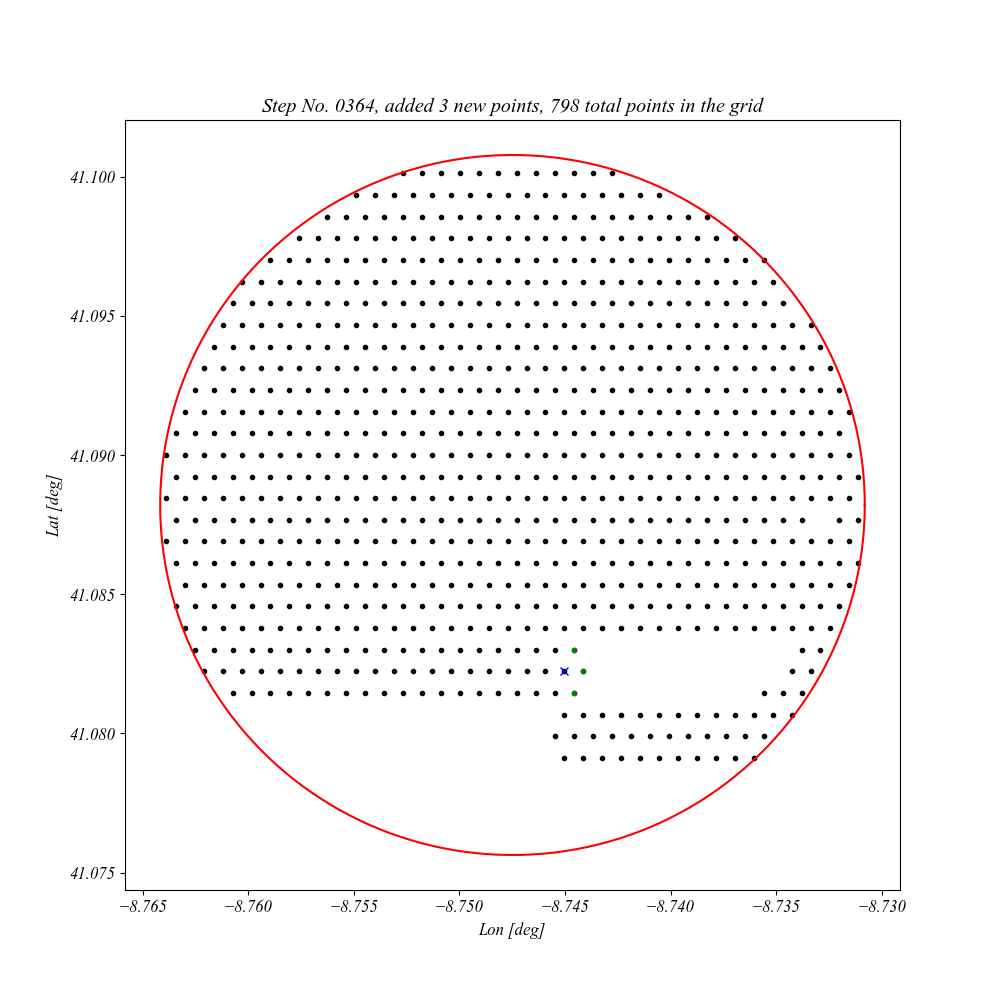 Step No. 0364, added 3 new points, 798 total points in the grid
41.100
41.095
41.090
41.085
41.080
41.075
Lat [deg]
−8.765 −8.760 −8.755 −8.750 −8.745 −8.740 −8.735 −8.730
Lon [deg]